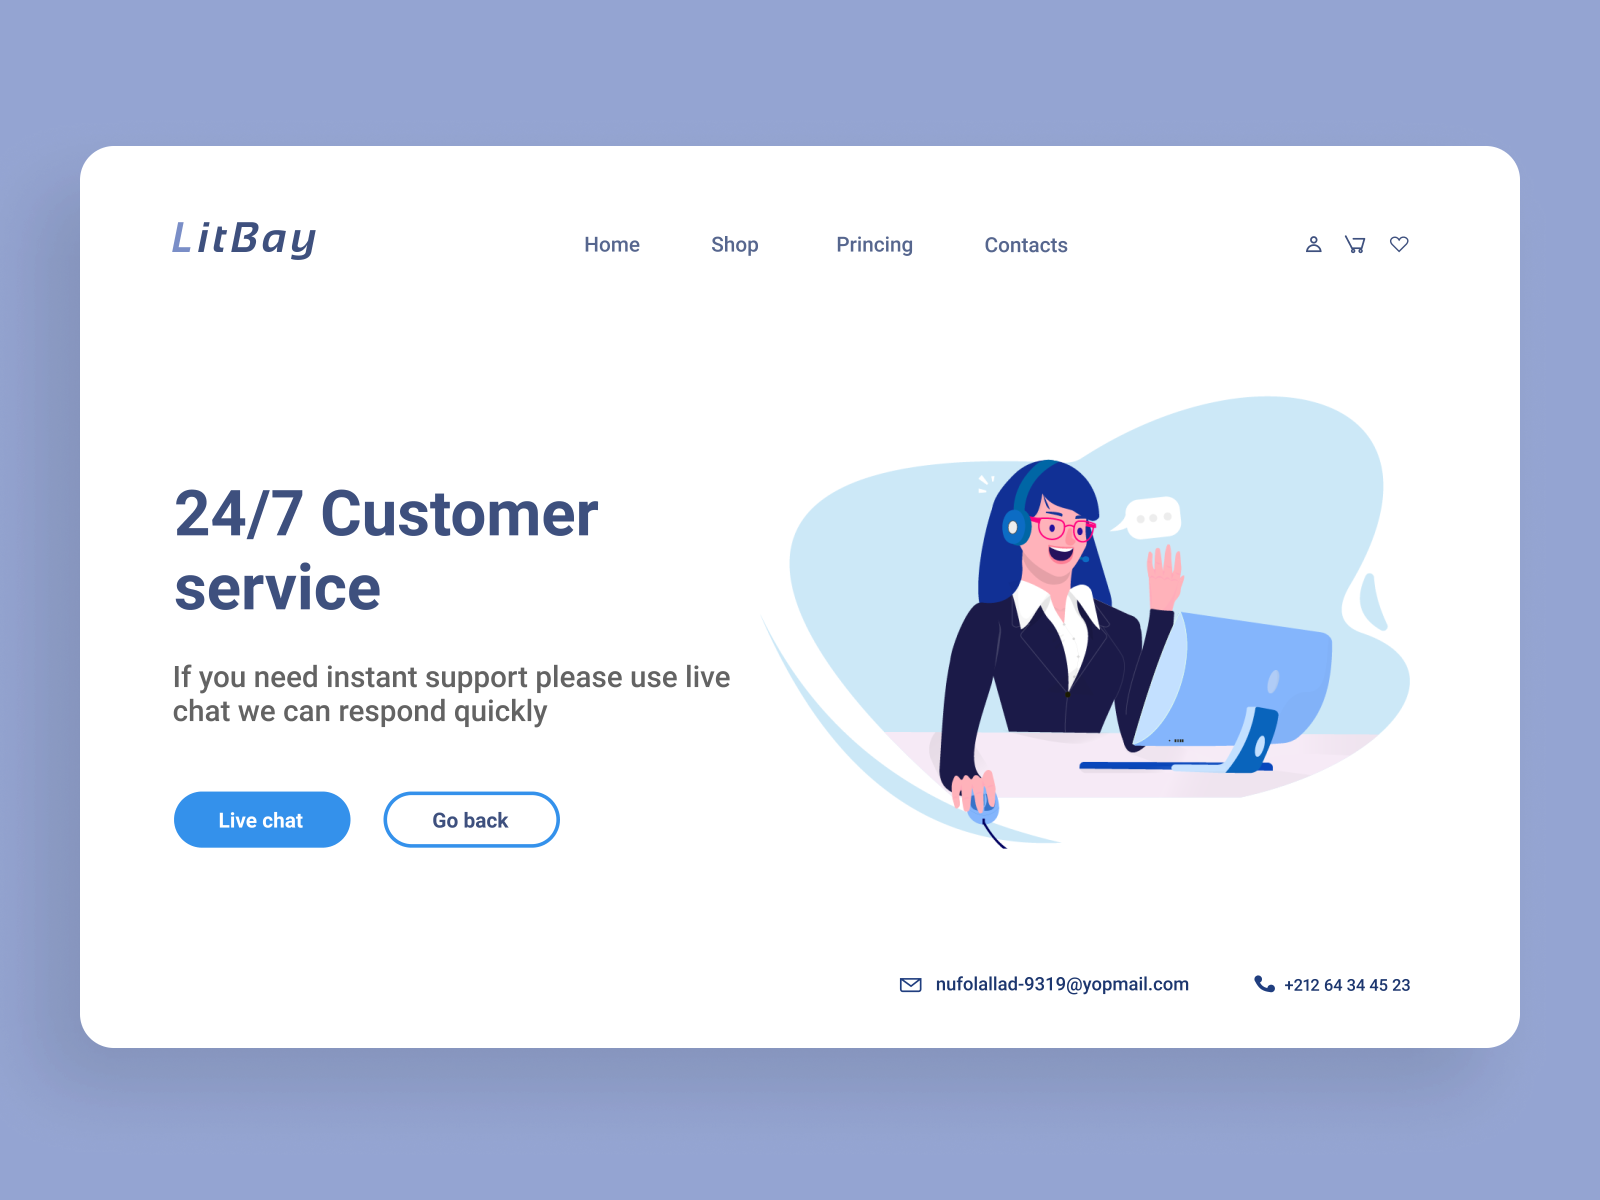 LitBay
Home
Shop
Princing
Contacts
24/7 Customer
service
If you need instant support please use live
chat we can respond quickly
Live chat
Go back
nufolallad-9319@yopmail.com
+212 64 34 45 23